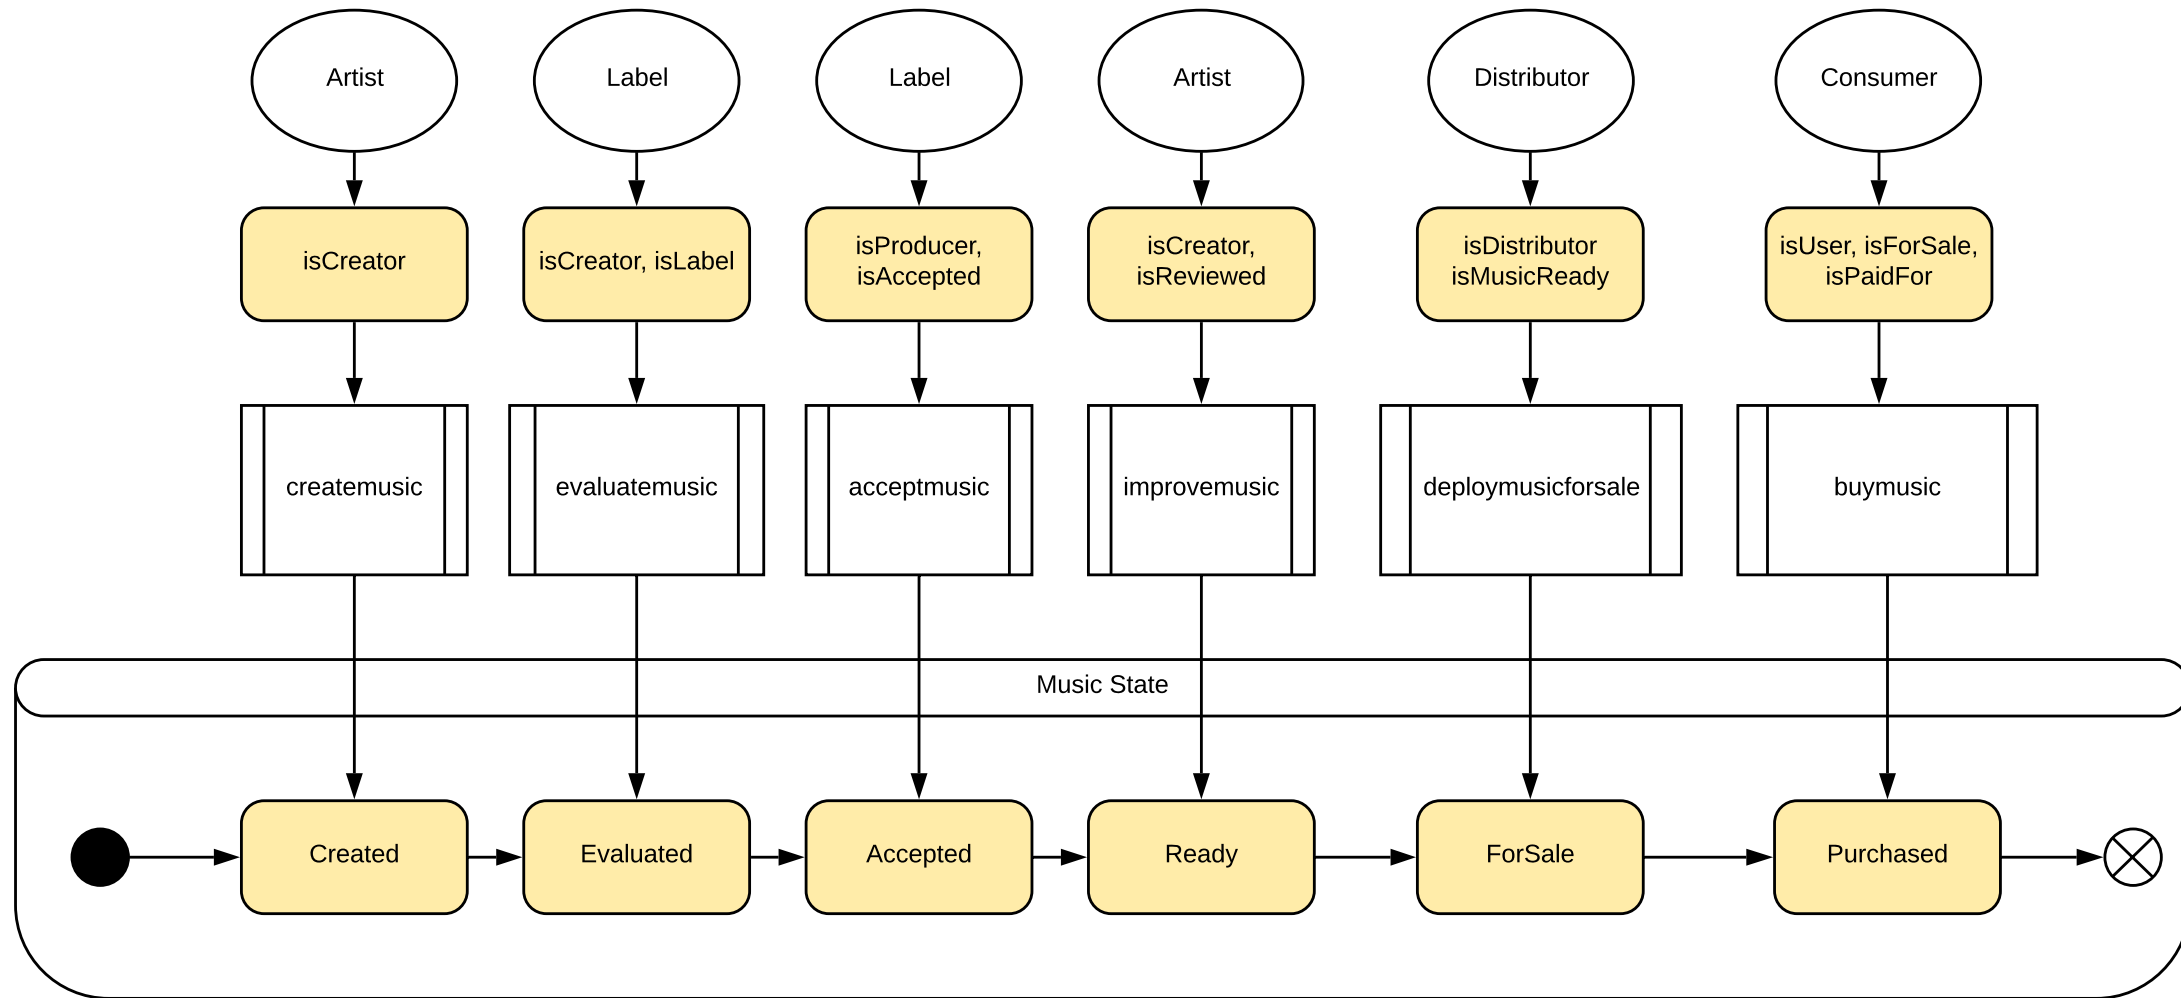 Artist
Label
Label
Artist
Distributor
Consumer
isCreator
isCreator, isLabel
isProducer,
isAccepted
isCreator,
isReviewed
isDistributor
isMusicReady
isUser, isForSale,
isPaidFor
createmusic
evaluatemusic
acceptmusic
improvemusic
deploymusicforsale
buymusic
Music State
Created
Evaluated
Accepted
Ready
ForSale
Purchased